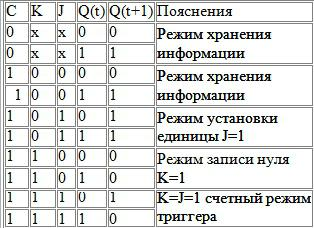 C K J Q(t) Q(t+1) Пояснения
0 x x 0 0 Режим хранения
0 x x 1 1 информации
1 0 0 0 0 Режим хранения
1 0 0 1 1 информации
1 0 1 0 1 Режим установки
1 0 1 1 1 единицы J=1
1 1 0 0 0 Режим записи нуля
1 1 0 1 0 K=1
1 1 1 0 1 K=J=1 счетный режим
1 1 1 1 0 триггера